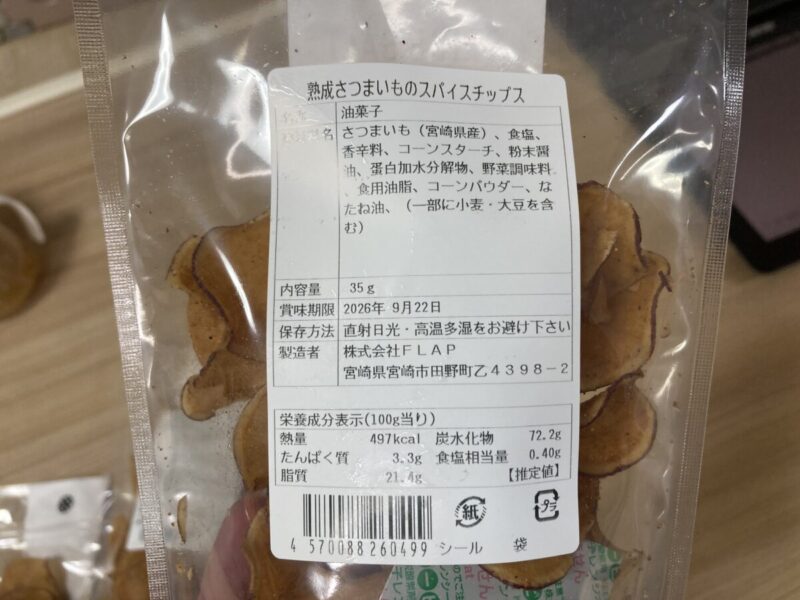 熟成さつまいものスパイスチップス
油菓子
名 さつまいも（宮崎県産）、食塩、
香辛料、コーンスターチ、粉末醤
油、蛋白加水分解物、野菜調味料
、食用油脂、コーンパウダー、な
たね油、（一部に小麦・大豆を含
む）
内容量 35g
賞味期限 2026年 9月22日
保存方法 直射日光・高温多湿をお避け下さい
製造者 株式会社ＦＬＡＰ
宮崎県宮崎市田野町乙４３９８－２
栄養成分表示(100g当り)
熱量 497kcal 炭水化物 72.2g
たんぱく質 3.3g 食塩相当量 0.40g
脂質 21.4g 【推定値】
紙 プラ
4 570088 260499 シール 袋